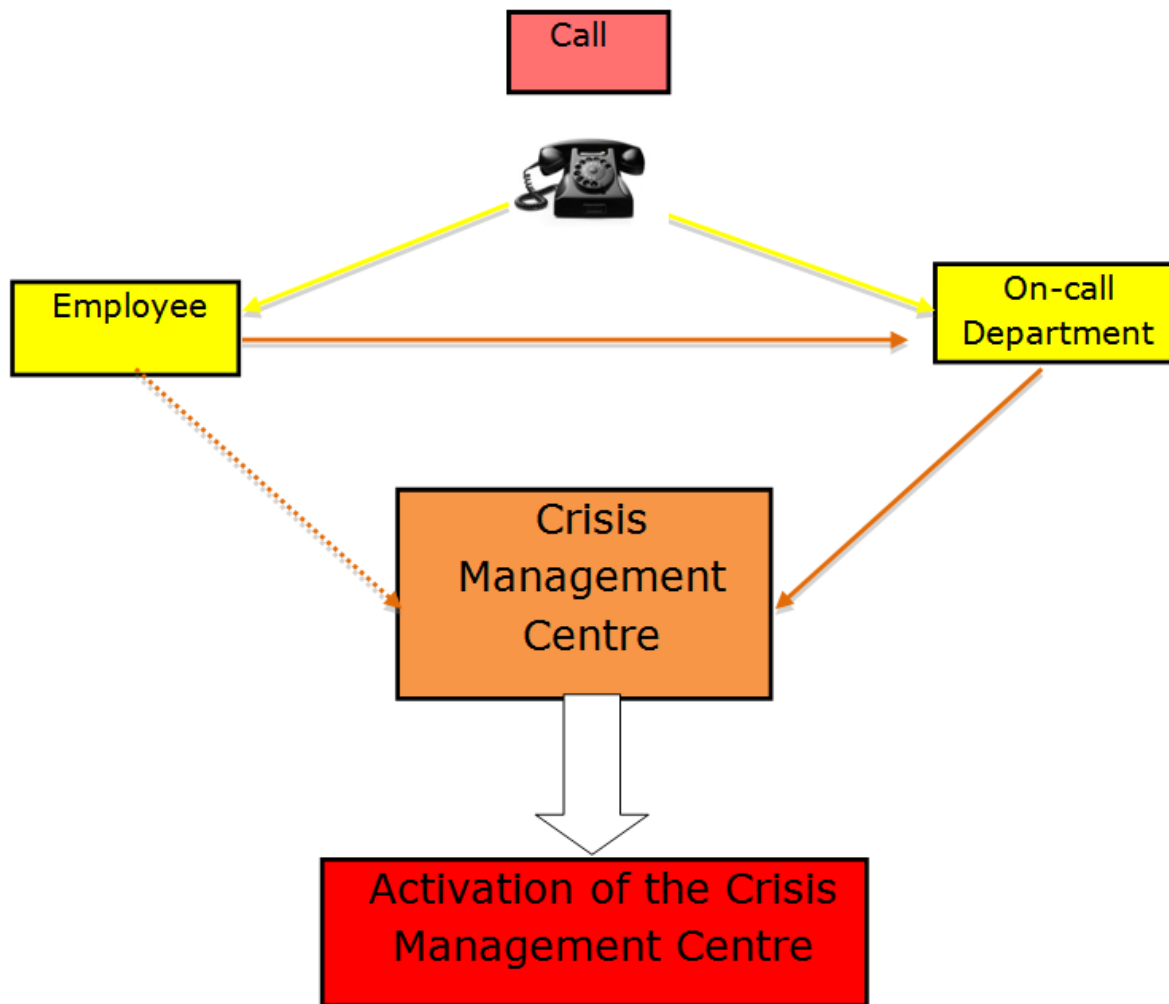 Call
Employee
On-call
Department
Crisis
Management
Centre
Activation of the Crisis
Management Centre